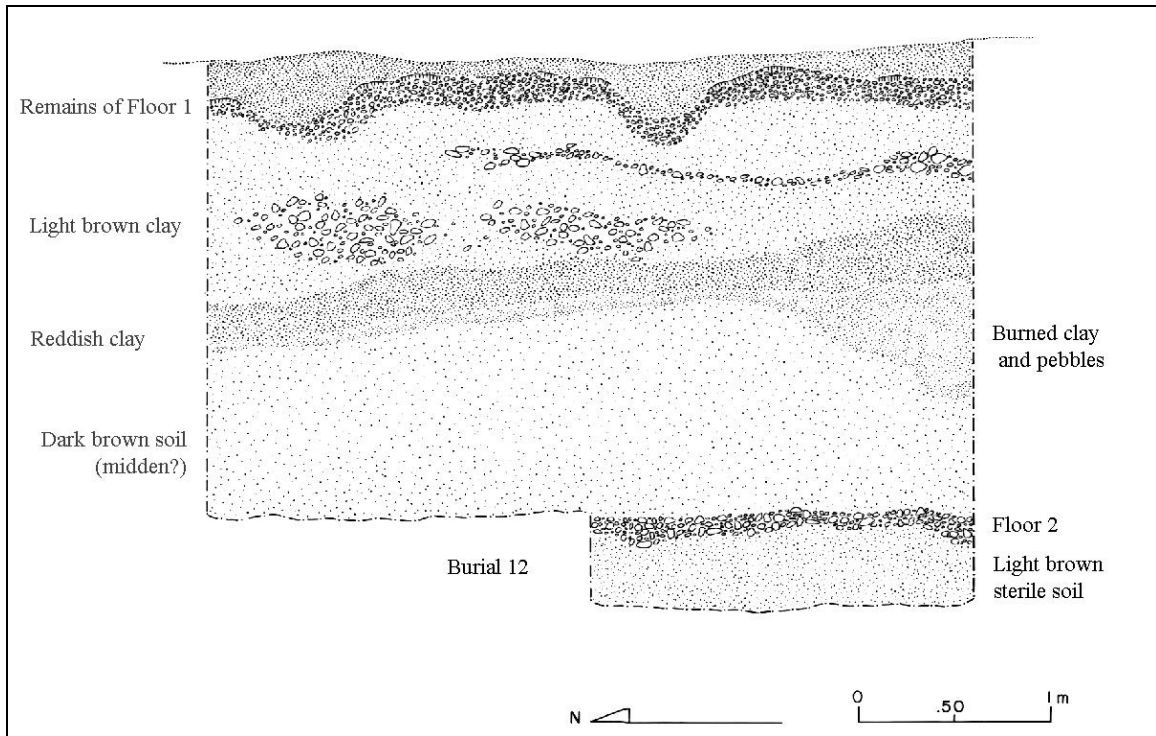 Remains of Floor 1
Light brown clay
Reddish clay
Dark brown soil
(midden?)
Burned clay
and pebbles
Floor 2
Light brown
sterile soil
Burial 12
N
0 .50 1 m